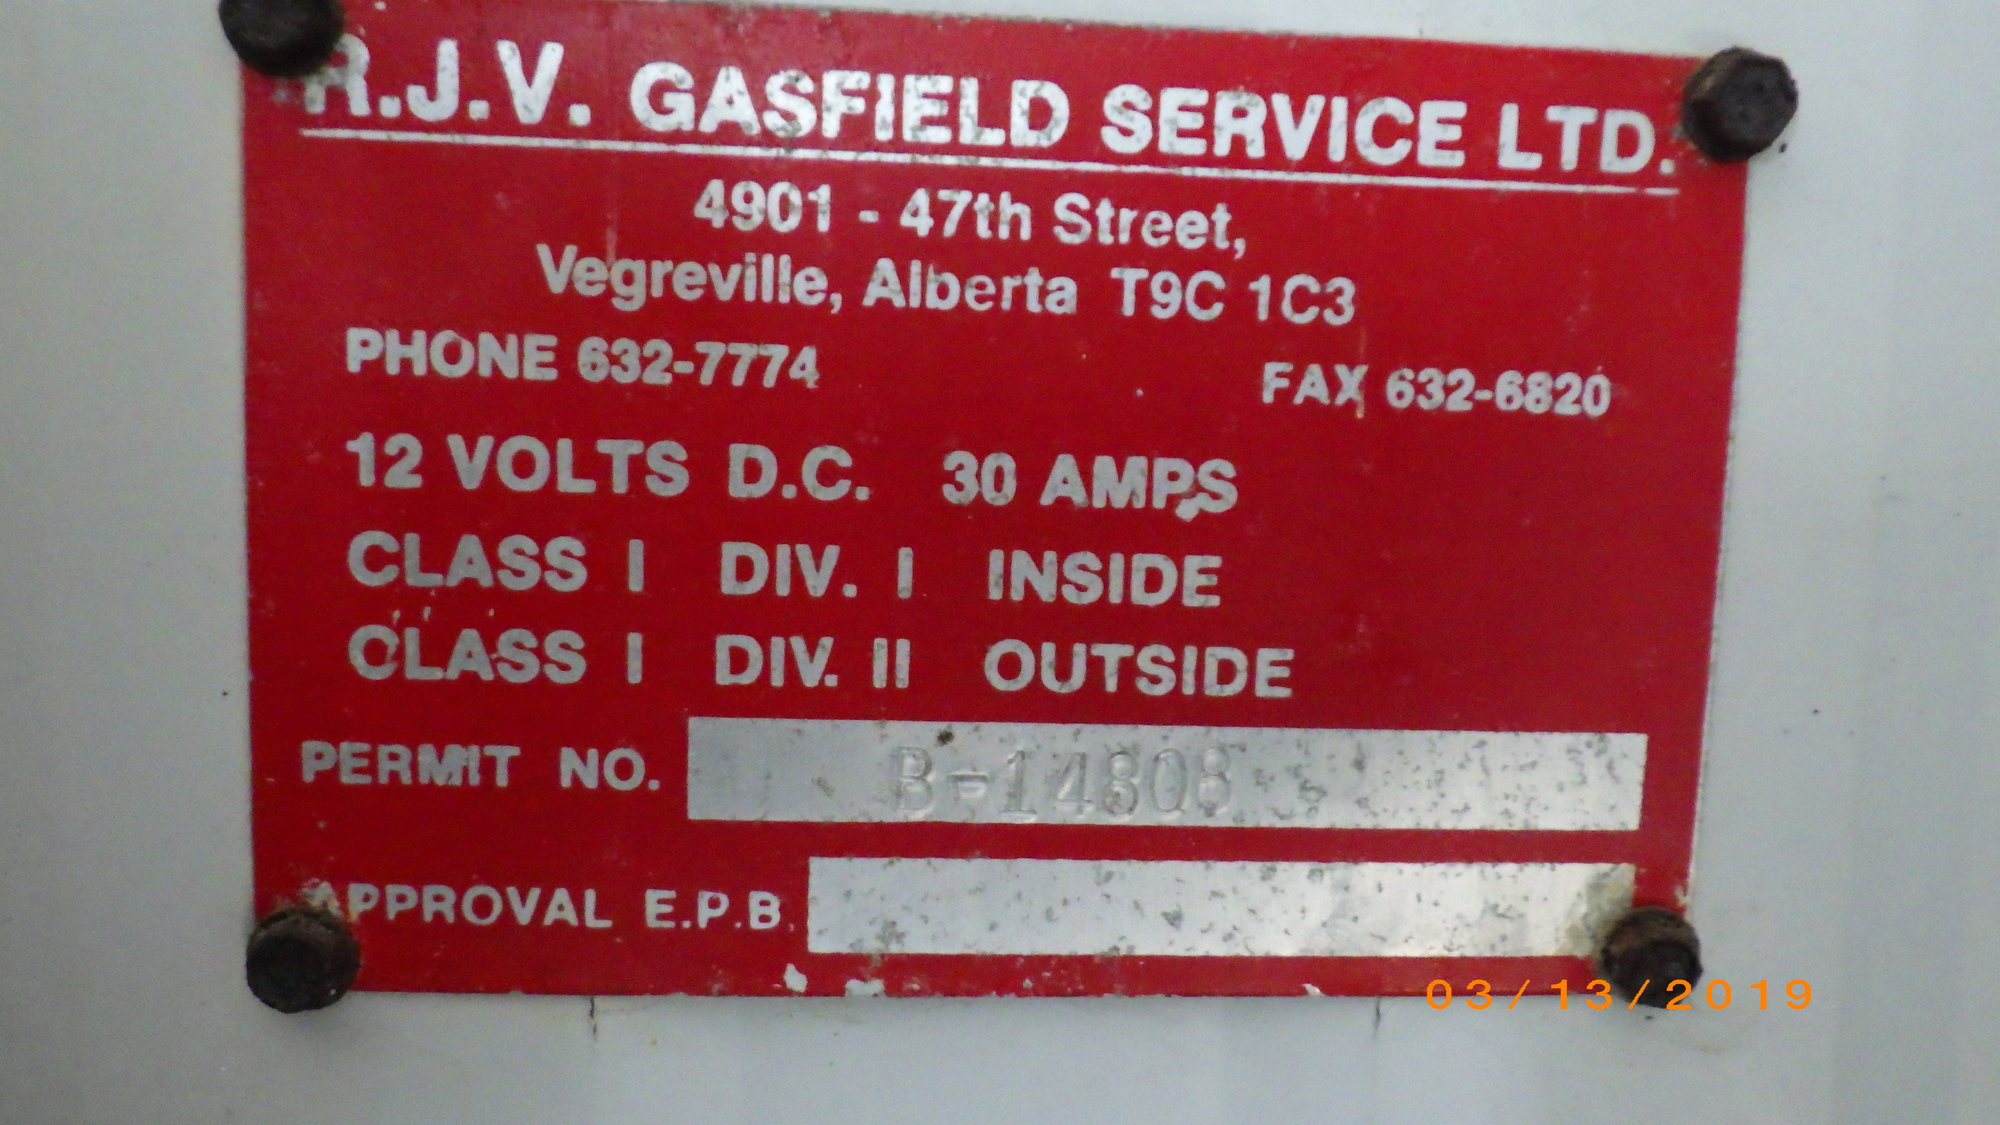 R.J.V. GASFIELD SERVICE LTD.
4901 - 47th Street,
Vegreville, Alberta T9C 1C3
PHONE 632-7774 FAX 632-6820
12 VOLTS D.C. 30 AMPS
CLASS I DIV. I INSIDE
CLASS I DIV. II OUTSIDE
PERMIT NO. B-14808
APPROVAL E.P.B.
03/13/2019